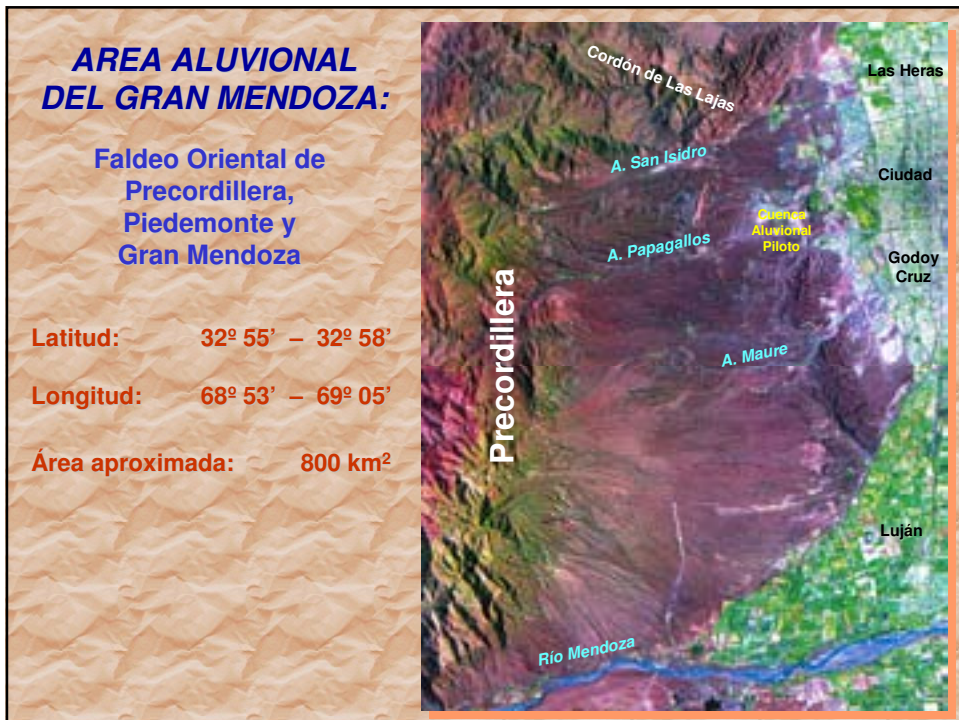 AREA ALUVIONAL
DEL GRAN MENDOZA:
Faldeo Oriental de
Precordillera,
Piedemonte y
Gran Mendoza
Latitud: 32º 55’ – 32º 58’
Longitud: 68º 53’ – 69º 05’
Área aproximada: 800 km²
Cordón de Las Lajas
Las Heras
A. San Isidro
Ciudad
Cuenca
Aluvional
Piloto
A. Papagallos
Godoy
Cruz
Precordillera
A. Maure
Luján
Río Mendoza